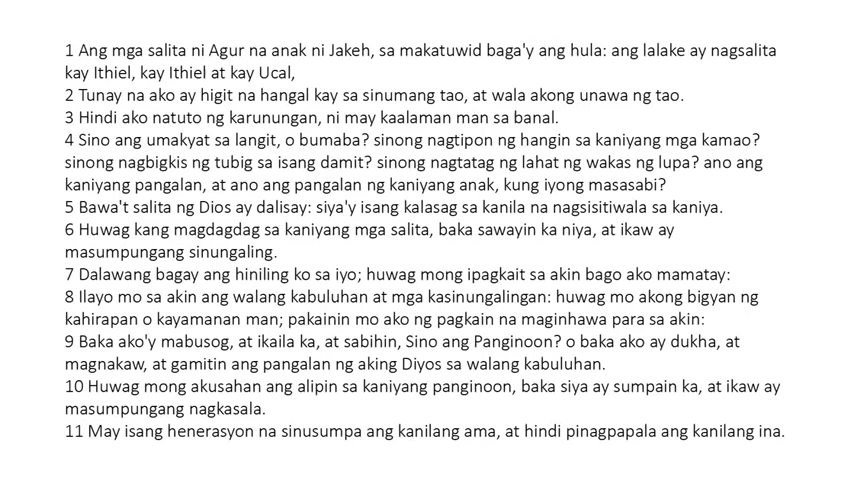 1 Ang mga salita ni Agur na anak ni Jakeh, sa makatuwid baga'y ang hula: ang lalake ay nagsalita
kay Ithiel, kay Ithiel at kay Ucal,
2 Tunay na ako ay higit na hangal kay sa sinumang tao, at wala akong unawa ng tao.
3 Hindi ako natuto ng karunungan, ni may kaalaman man sa banal.
4 Sino ang umakyat sa langit, o bumaba? sinong nagtipon ng hangin sa kaniyang mga kamao?
sinong nagbigkis ng tubig sa isang damit? sinong nagtatag ng lahat ng wakas ng lupa? ano ang
kaniyang pangalan, at ano ang pangalan ng kaniyang anak, kung iyong masasabi?
5 Bawa't salita ng Dios ay dalisay: siya'y isang kalasag sa kanila na nagsisitiwala sa kaniya.
6 Huwag kang magdagdag sa kaniyang mga salita, baka sawayin ka niya, at ikaw ay
masumpungang sinungaling.
7 Dalawang bagay ang hiniling ko sa iyo; huwag mong ipagkait sa akin bago ako mamatay:
8 Ilayo mo sa akin ang walang kabuluhan at mga kasinungalingan: huwag mo akong bigyan ng
kahirapan o kayamanan man; pakainin mo ako ng pagkain na maginhawa para sa akin:
9 Baka ako'y mabusog, at ikaila ka, at sabihin, Sino ang Panginoon? o baka ako ay dukha, at
magnakaw, at gamitin ang pangalan ng aking Diyos sa walang kabuluhan.
10 Huwag mong akusahan ang alipin sa kaniyang panginoon, baka siya ay sumpain ka, at ikaw ay
masumpungang nagkasala.
11 May isang henerasyon na sinusumpa ang kanilang ama, at hindi pinagpapala ang kanilang ina.